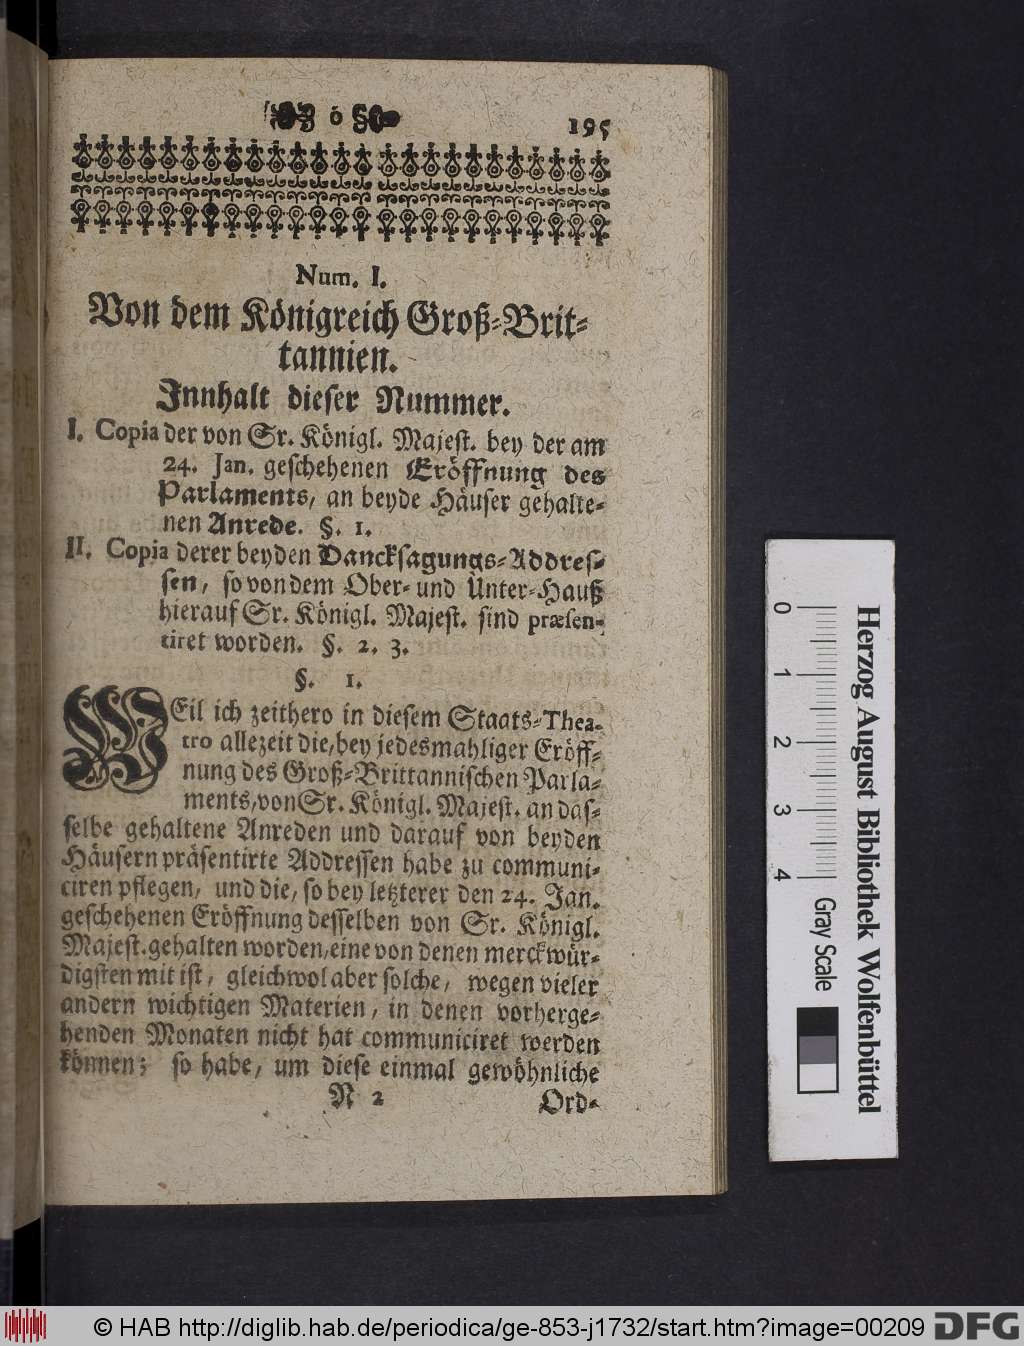 ο
195
Num. I.
Von dem Königreich Groß-Brit-
tannien.
Innhalt dieser Nummer.
I. Copia der von Sr. Königl. Majest. bey der am
24. Jan. geschehenen Eröffnung des
Parlaments, an beyde Häuser gehalte-
nen Anrede. §. 1.
II. Copia derer beyden Dancksagungs-Addres-
sen, so von dem Ober- und Unter-Hauß
hierauf Sr. Königl. Majest. sind præsen-
tiret worden. §. 2. 3.
§. 1.
WEil ich zeithero in diesem Staats-Thea-
tro allezeit die, bey jedesmahliger Eröff-
nung des Groß-Brittannischen Parla-
ments, von Sr. Königl. Majest. an das-
selbe gehaltene Anreden und darauf von beyden
Häusern präsentirte Addressen habe zu communi-
ciren pflegen, und die, so bey letzterer den 24. Jan.
geschehenen Eröffnung desselben von Sr. Königl.
Majest. gehalten worden, eine von denen merckwür-
digsten mit ist, gleichwol aber solche, wegen vieler
andern wichtigen Materien, in denen vorherge-
henden Monaten nicht hat communiciret werden
können; so habe, um diese einmal gewöhnliche
N 2
Ord-
Herzog August Bibliothek Wolfenbüttel
0 1 2 3 4
Gray Scale
© HAB http://diglib.hab.de/periodica/ge-853-j1732/start.htm?image=00209
DFG